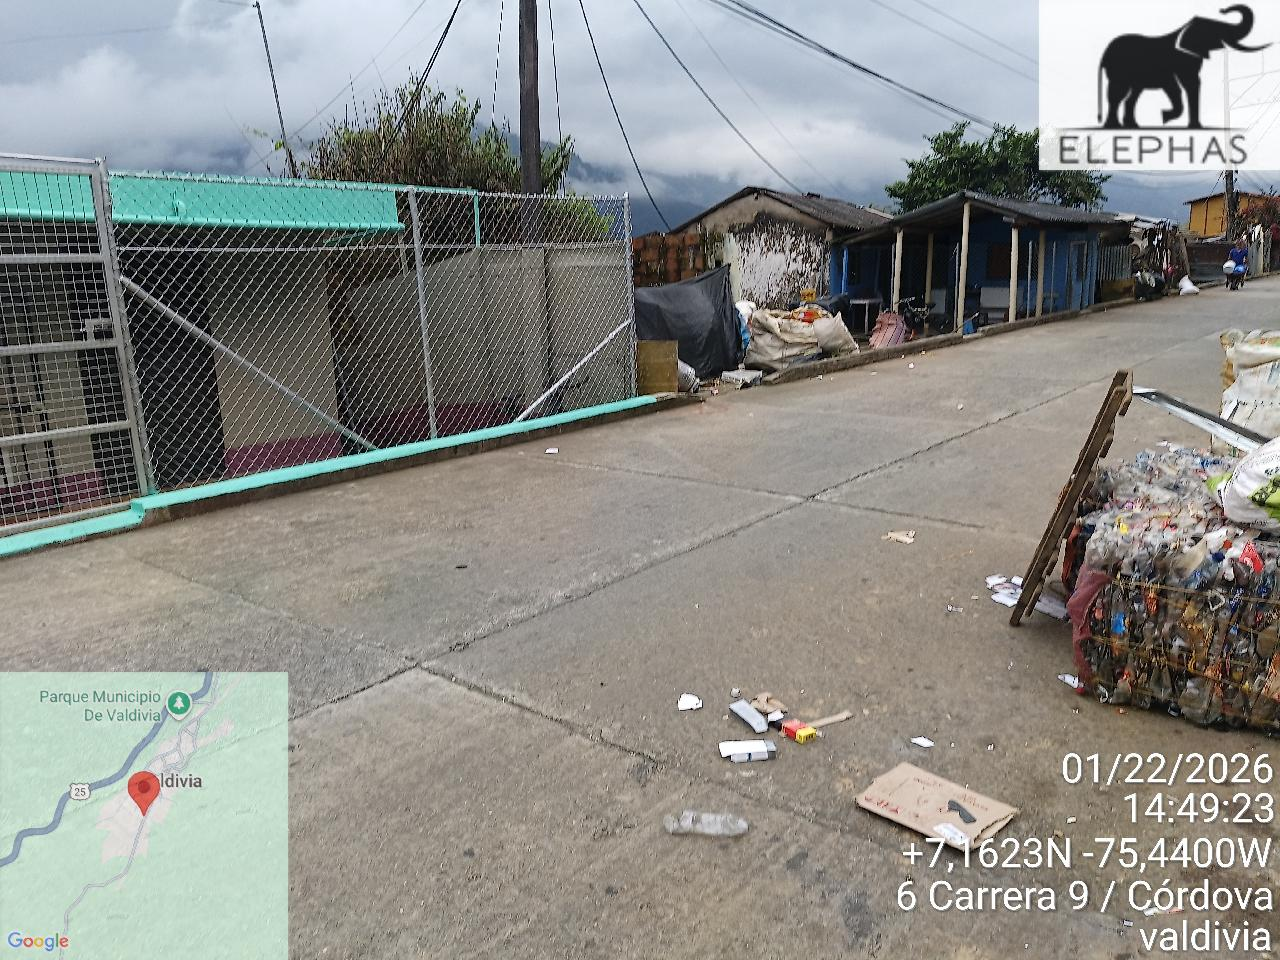 ELEPHAS
Parque Municipio
De Valdivia
25
ldivia
Google
01/22/2026
14:49:23
+7,1623N -75,4400W
6 Carrera 9 / Córdova
valdivia